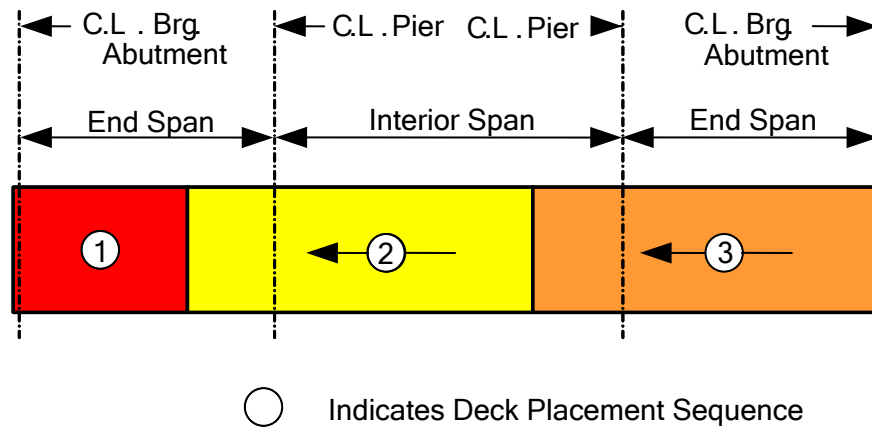 C.L . Brg.
Abutment
C.L . Pier
C.L . Pier
C.L . Brg.
Abutment
End Span
Interior Span
End Span
1
2
3
Indicates Deck Placement Sequence